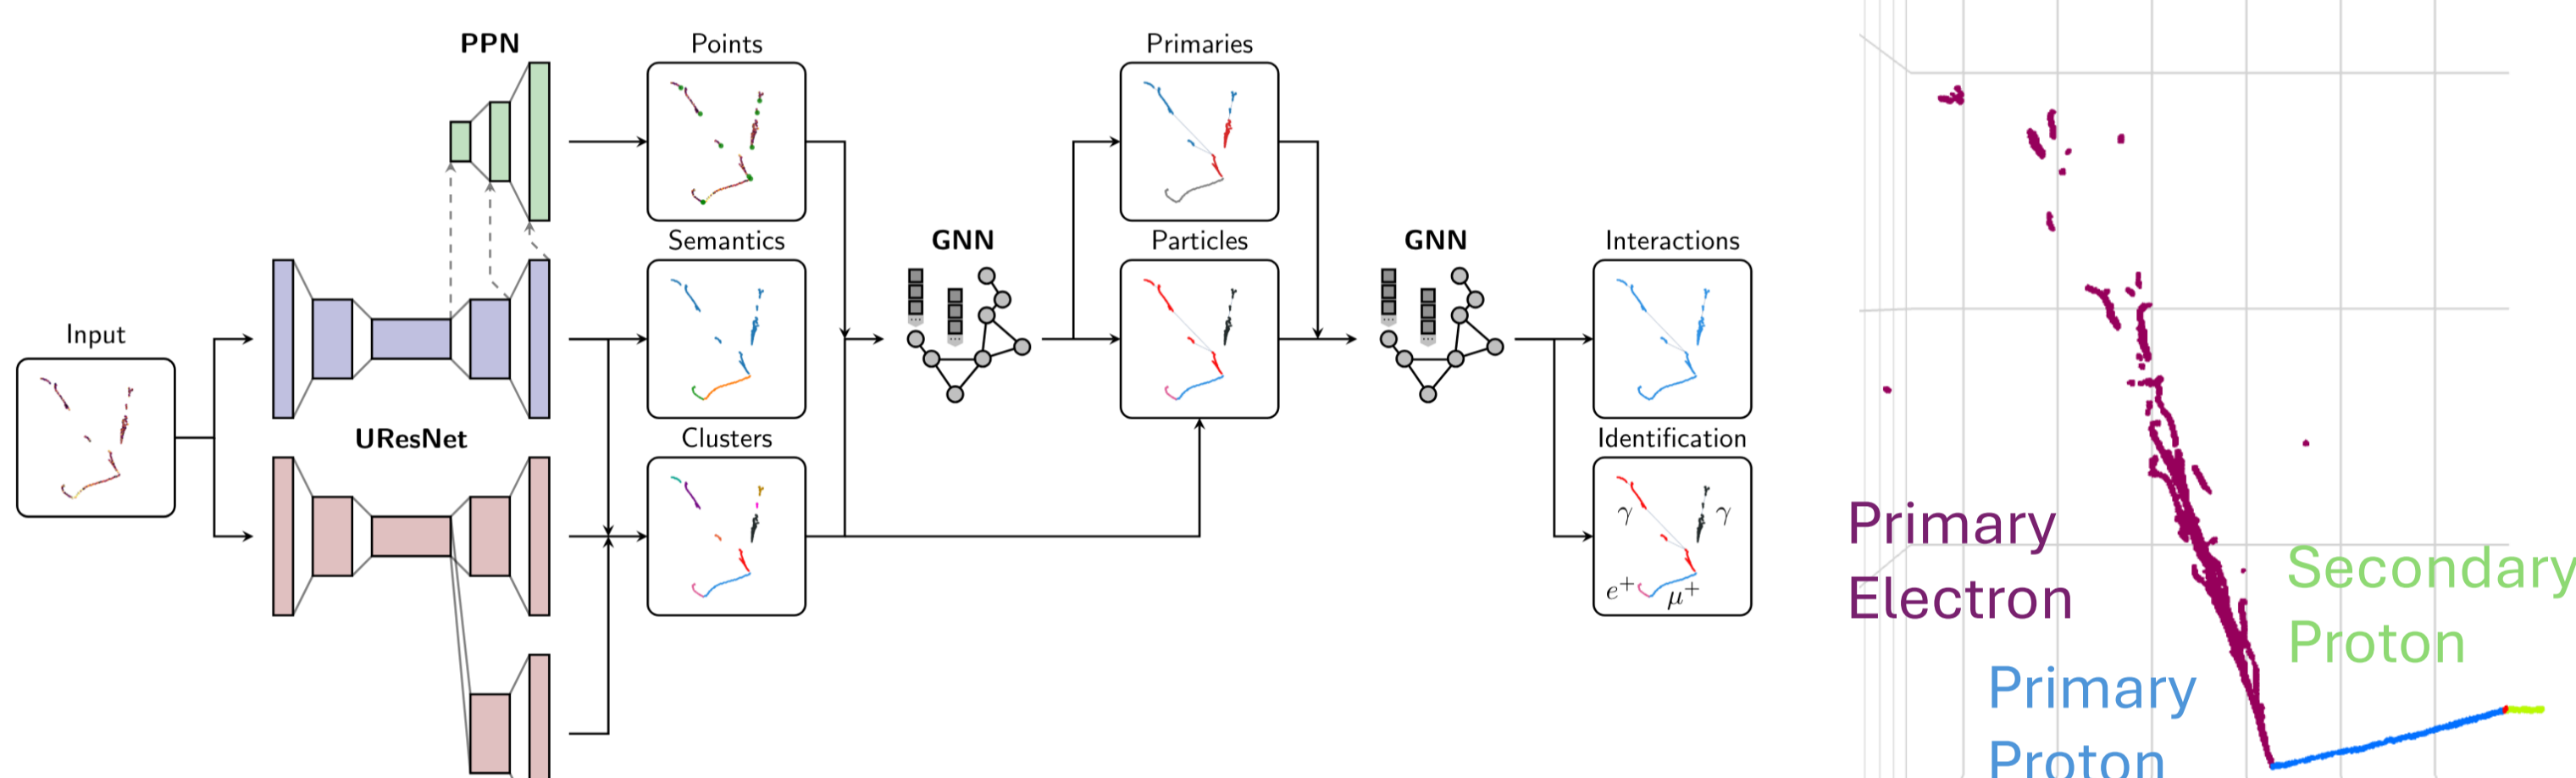 PPN
Points
Primaries
Semantics
GNN
Particles
GNN
Interactions
Input
UResNet
Clusters
Identification
γ
γ
e⁺
μ⁺
Primary
Electron
Secondary
Proton
Primary
Proton